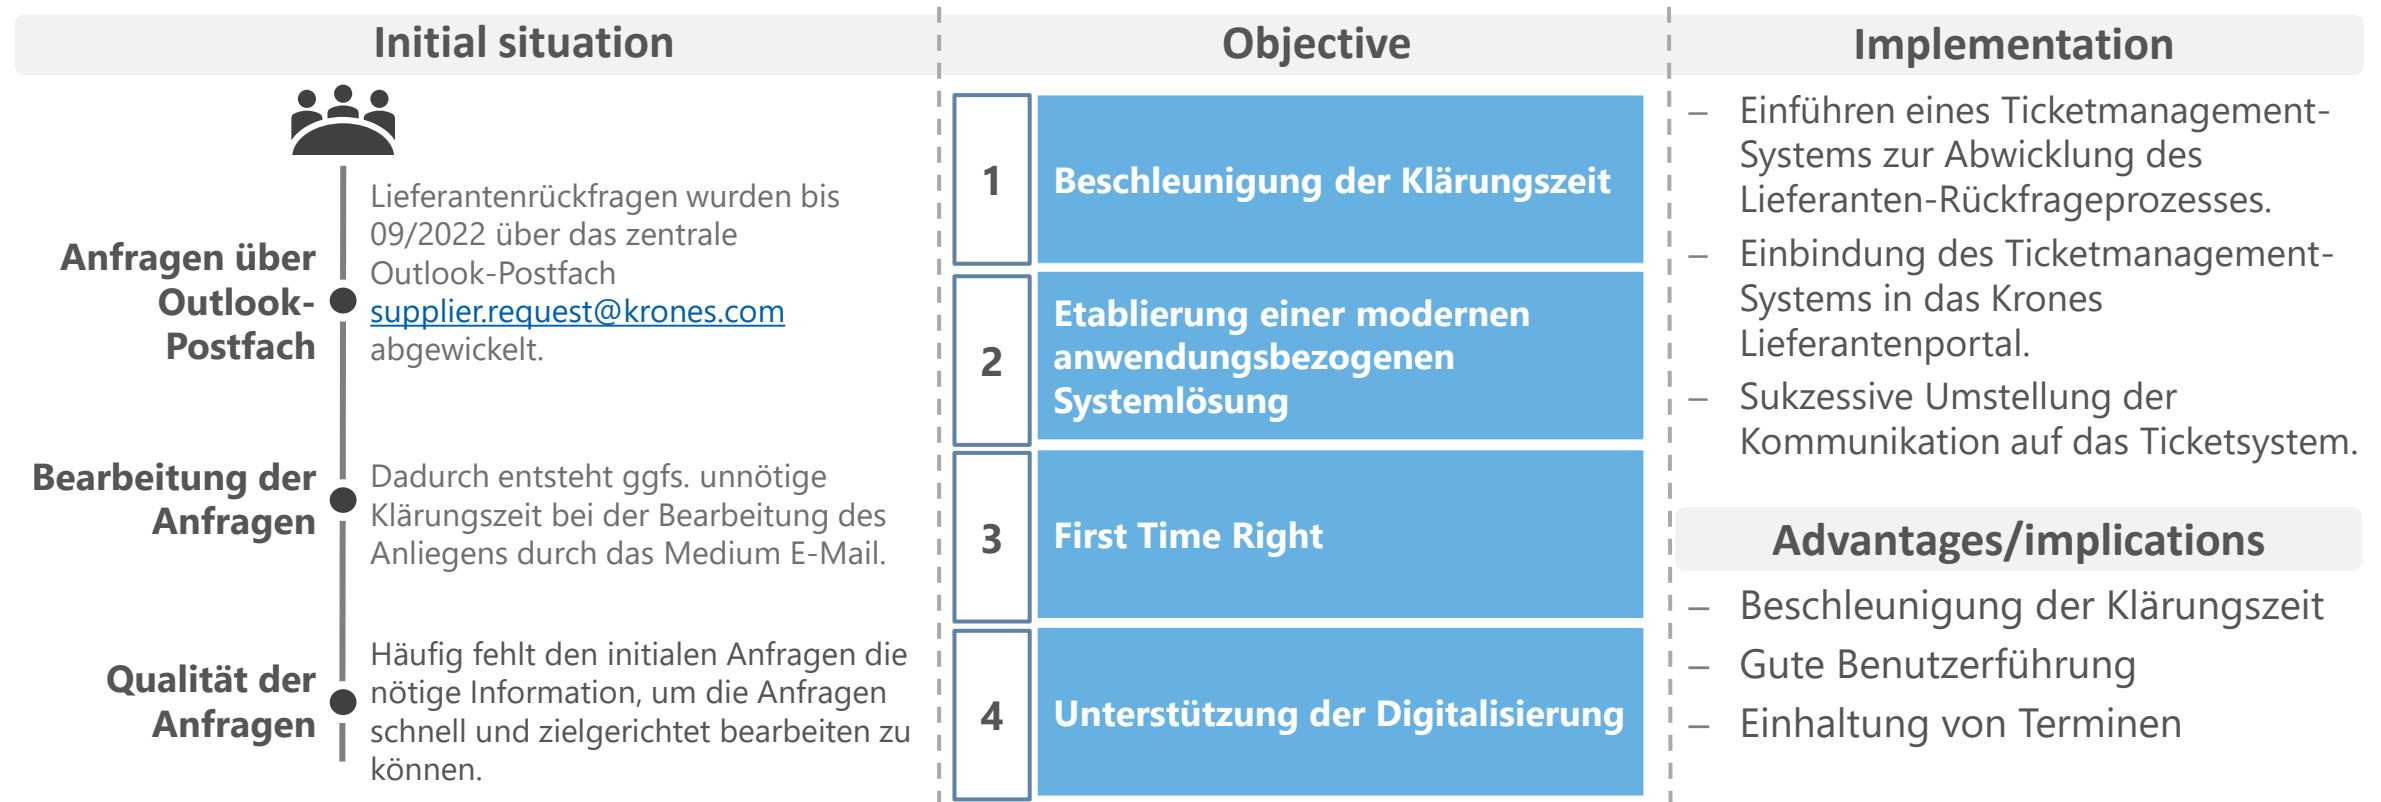 Initial situation
Anfragen über
Outlook-
Postfach
Lieferantenrückfragen wurden bis
09/2022 über das zentrale
Outlook-Postfach
supplier.request@krones.com
abgewickelt.
Bearbeitung der
Anfragen
Dadurch entsteht ggfs. unnötige
Klärungszeit bei der Bearbeitung des
Anliegens durch das Medium E-Mail.
Qualität der
Anfragen
Häufig fehlt den initialen Anfragen die
nötige Information, um die Anfragen
schnell und zielgerichtet bearbeiten zu
können.
Objective
1
Beschleunigung der Klärungszeit
2
Etablierung einer modernen
anwendungsbezogenen
Systemlösung
3
First Time Right
4
Unterstützung der Digitalisierung
Implementation
– Einführen eines Ticketmanagement-
Systems zur Abwicklung des
Lieferanten-Rückfrageprozesses.
– Einbindung des Ticketmanagement-
Systems in das Krones
Lieferantenportal.
– Sukzessive Umstellung der
Kommunikation auf das Ticketsystem.
Advantages/implications
– Beschleunigung der Klärungszeit
– Gute Benutzerführung
– Einhaltung von Terminen